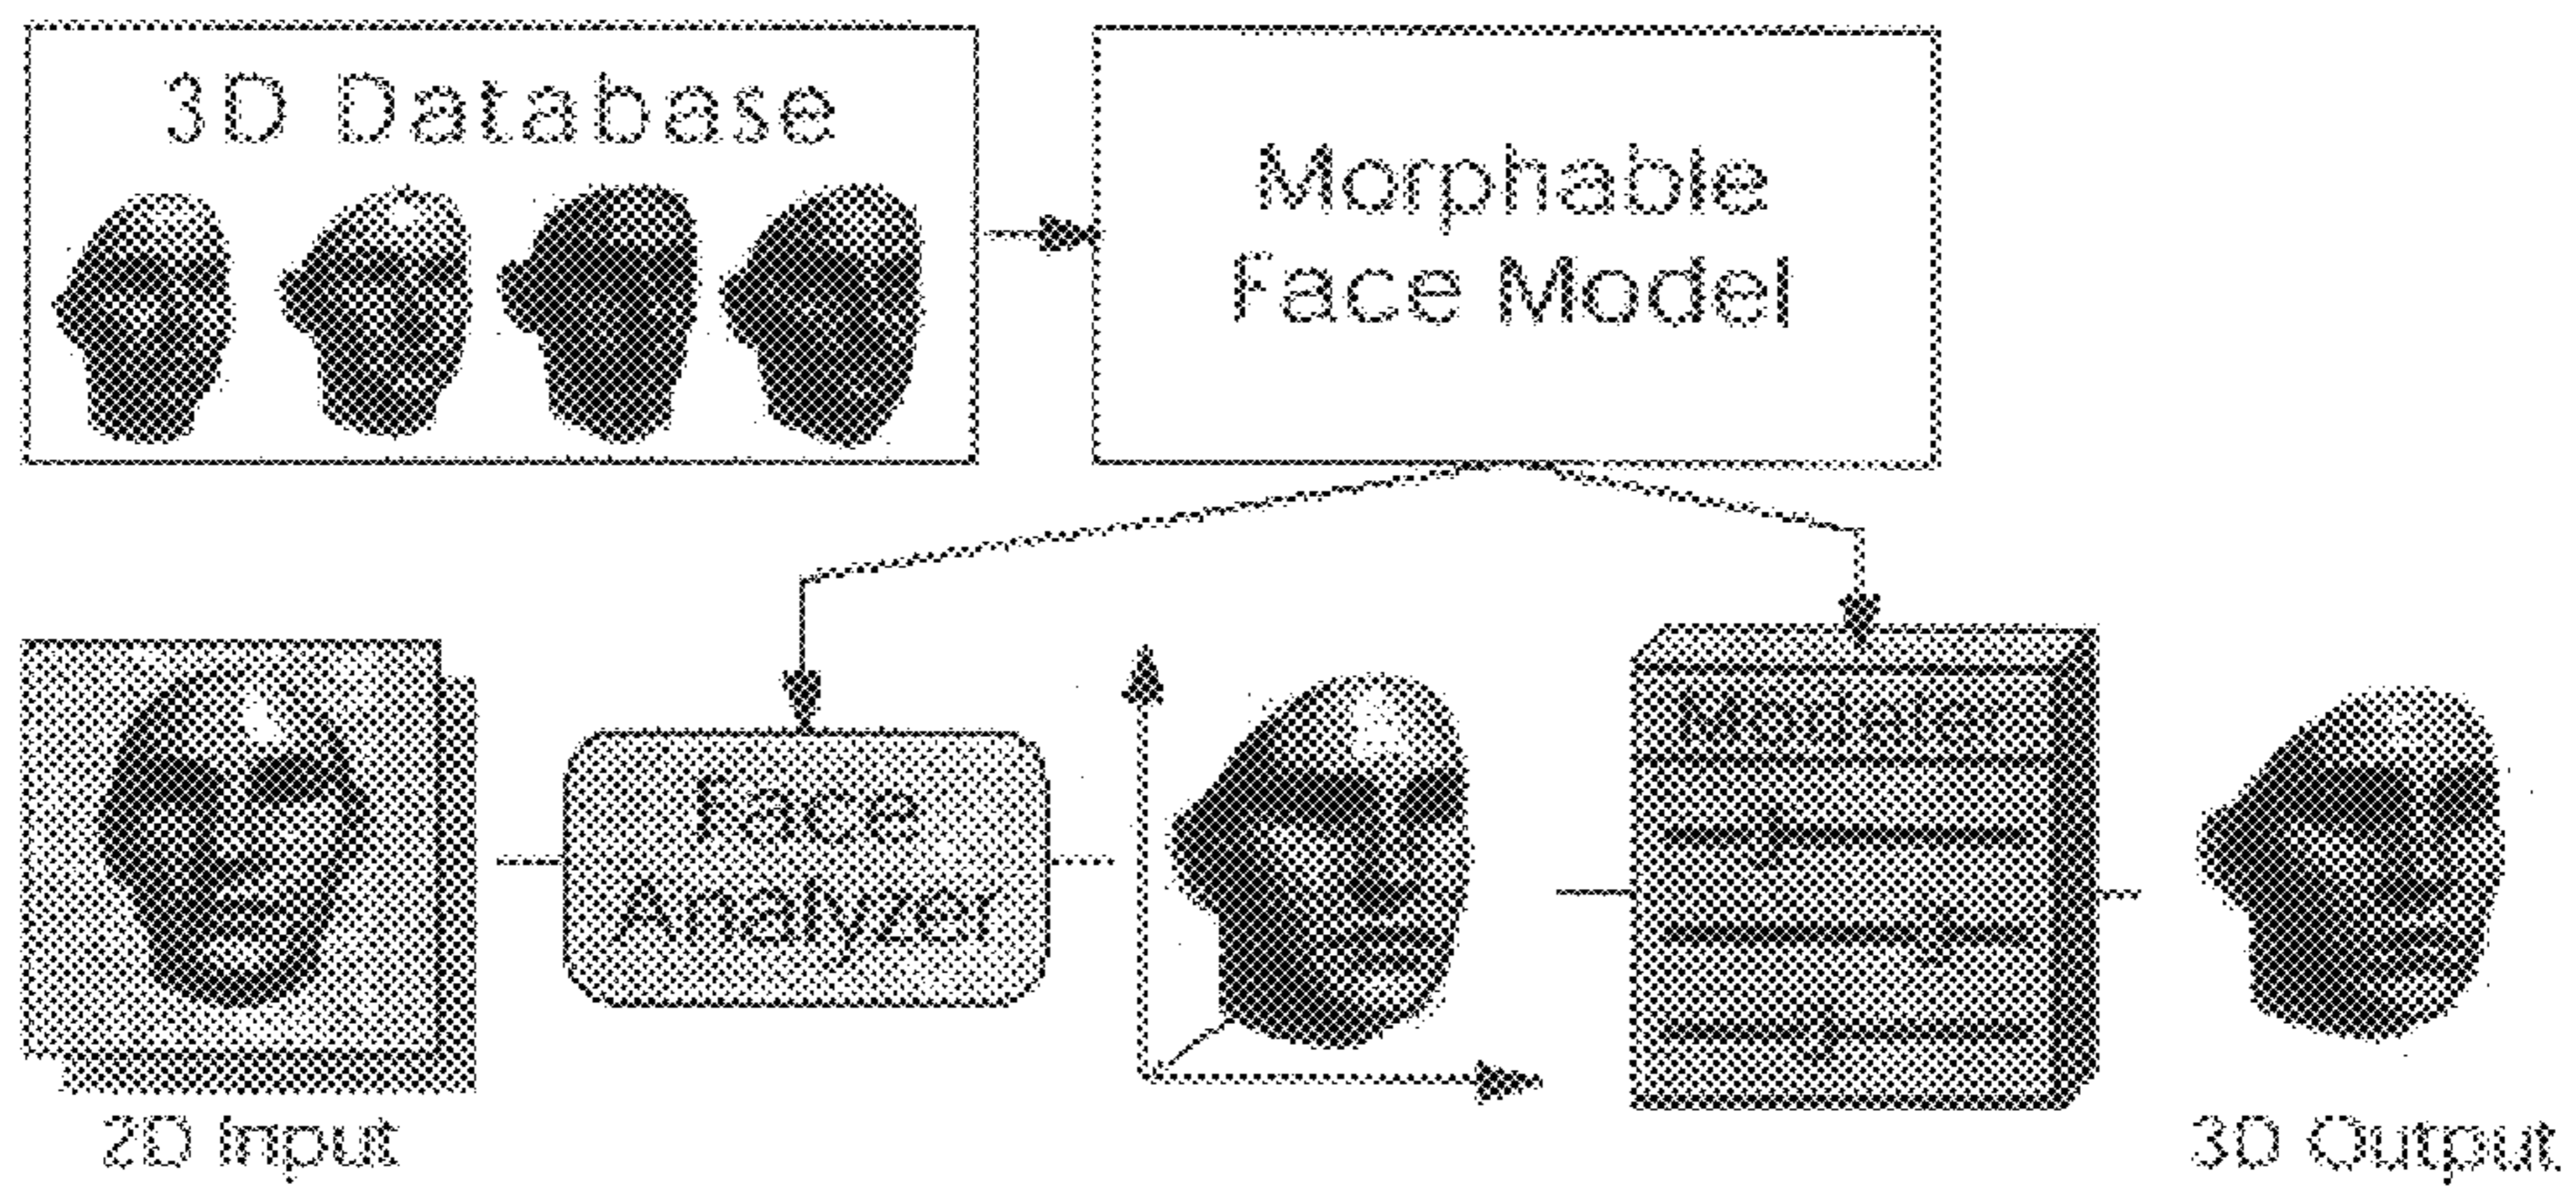 3D Database
Morphable
Face Model
Face
Analyzer
Modeler
2D Input
3D Output